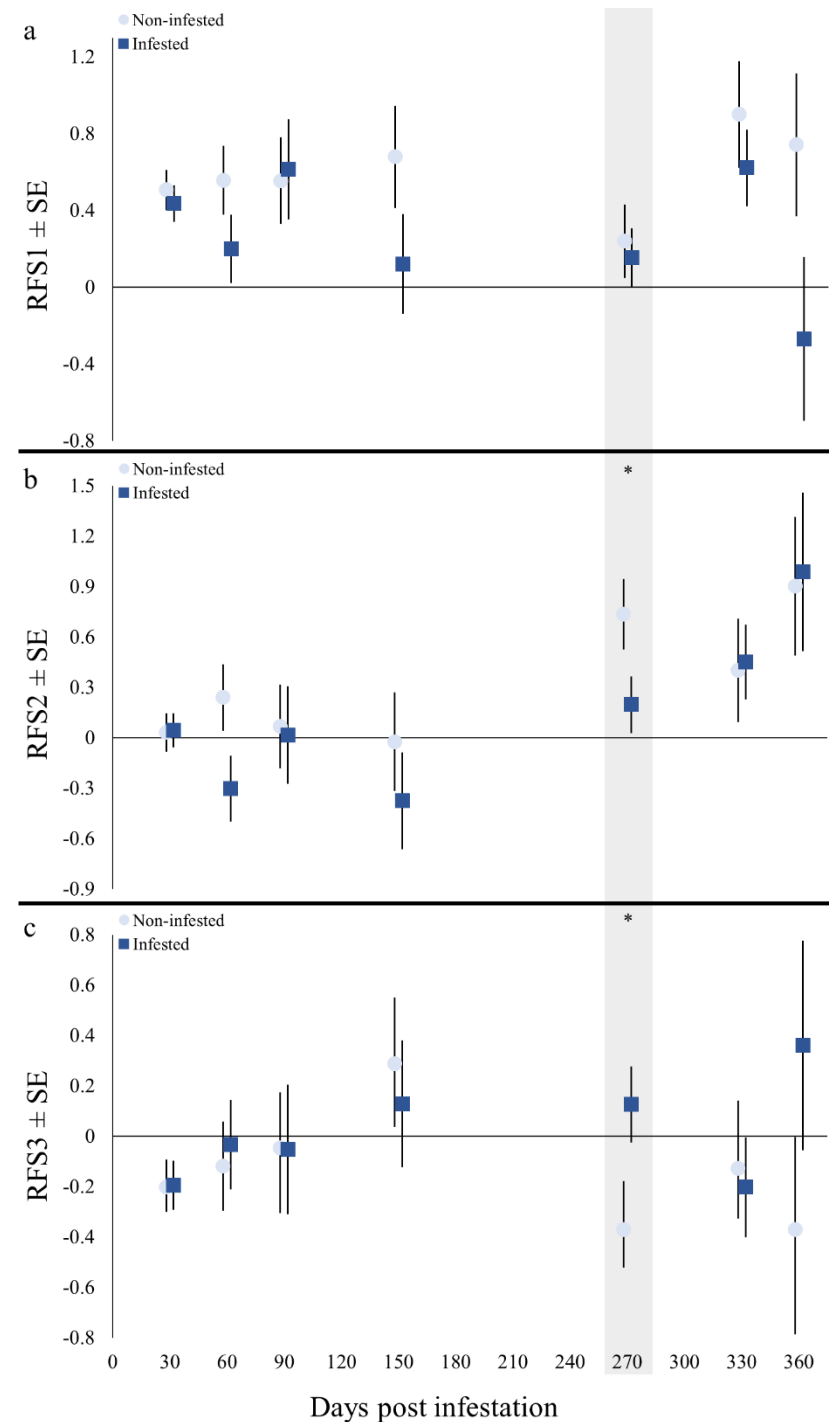 a
Non-infested
Infested
1.2
0.8
0.4
0
-0.4
-0.8
RFS1 ± SE
b
Non-infested
Infested
*
1.5
1.2
0.9
0.6
0.3
0
-0.3
-0.6
-0.9
RFS2 ± SE
c
Non-infested
Infested
*
0.8
0.6
0.4
0.2
0
-0.2
-0.4
-0.6
-0.8
RFS3 ± SE
0 30 60 90 120 150 180 210 240 270 300 330 360
Days post infestation